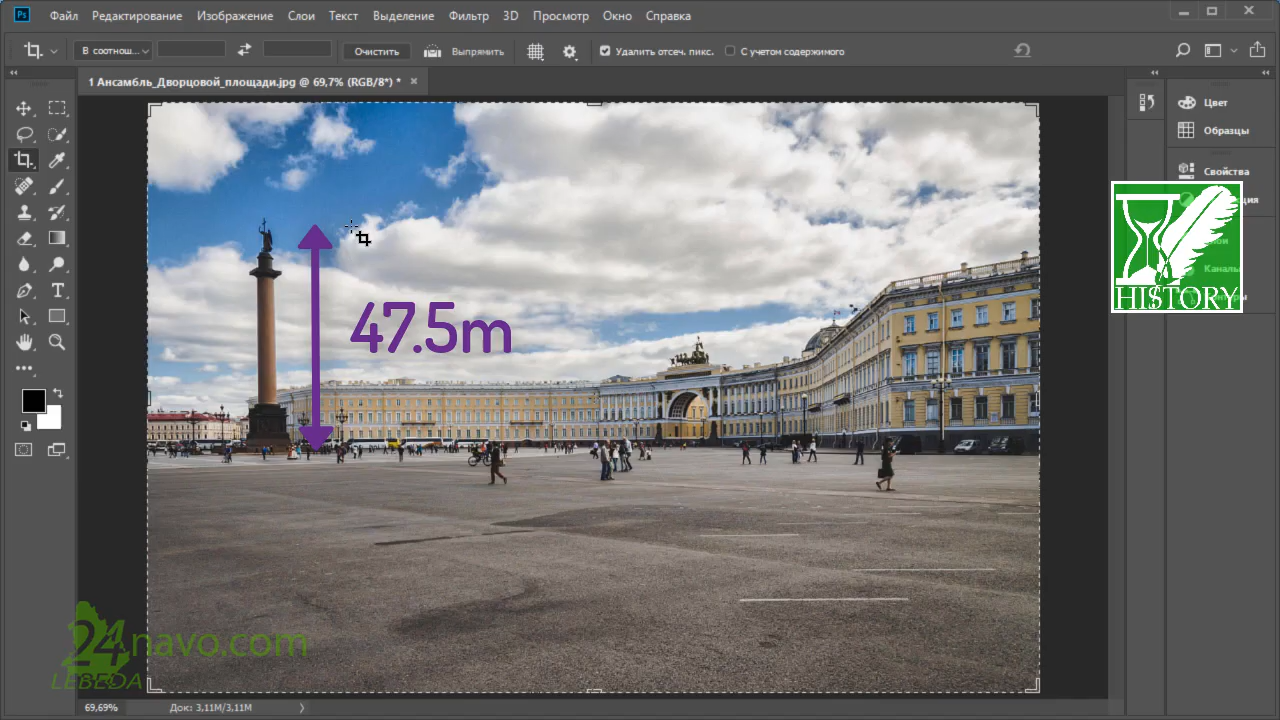 Ps
Файл Редактирование Изображение Слои Текст Выделение Фильтр 3D Просмотр Окно Справка
В соотнош... Очистить Выпрямить Удалить отсеч. пикс. С учетом содержимого
1 Ансамбль_Дворцовой_площади.jpg @ 69,7% (RGB/8*) *
Цвет
Образцы
Свойства
HISTORY
47.5m
24navo.com
LEBEDA
69,69% Док: 3,11M/3,11M